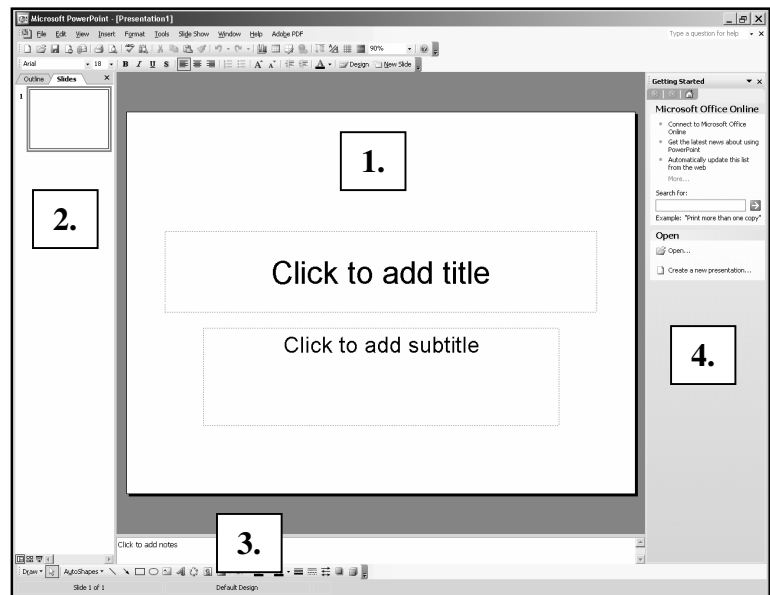 Microsoft PowerPoint - [Presentation1]
File Edit View Insert Format Tools Slide Show Window Help Adobe PDF
Type a question for help
90%
Arial 18 B I U S A A A Design New Slide
Outline Slides
1
Getting Started
Microsoft Office Online
Connect to Microsoft Office
Online
Get the latest news about using
PowerPoint
Automatically update this list
from the web
More...
Search for:
Example: "Print more than one copy"
Open
Open...
Create a new presentation...
1.
2.
Click to add title
Click to add subtitle
4.
Click to add notes
3.
Draw AutoShapes
Slide 1 of 1
Default Design